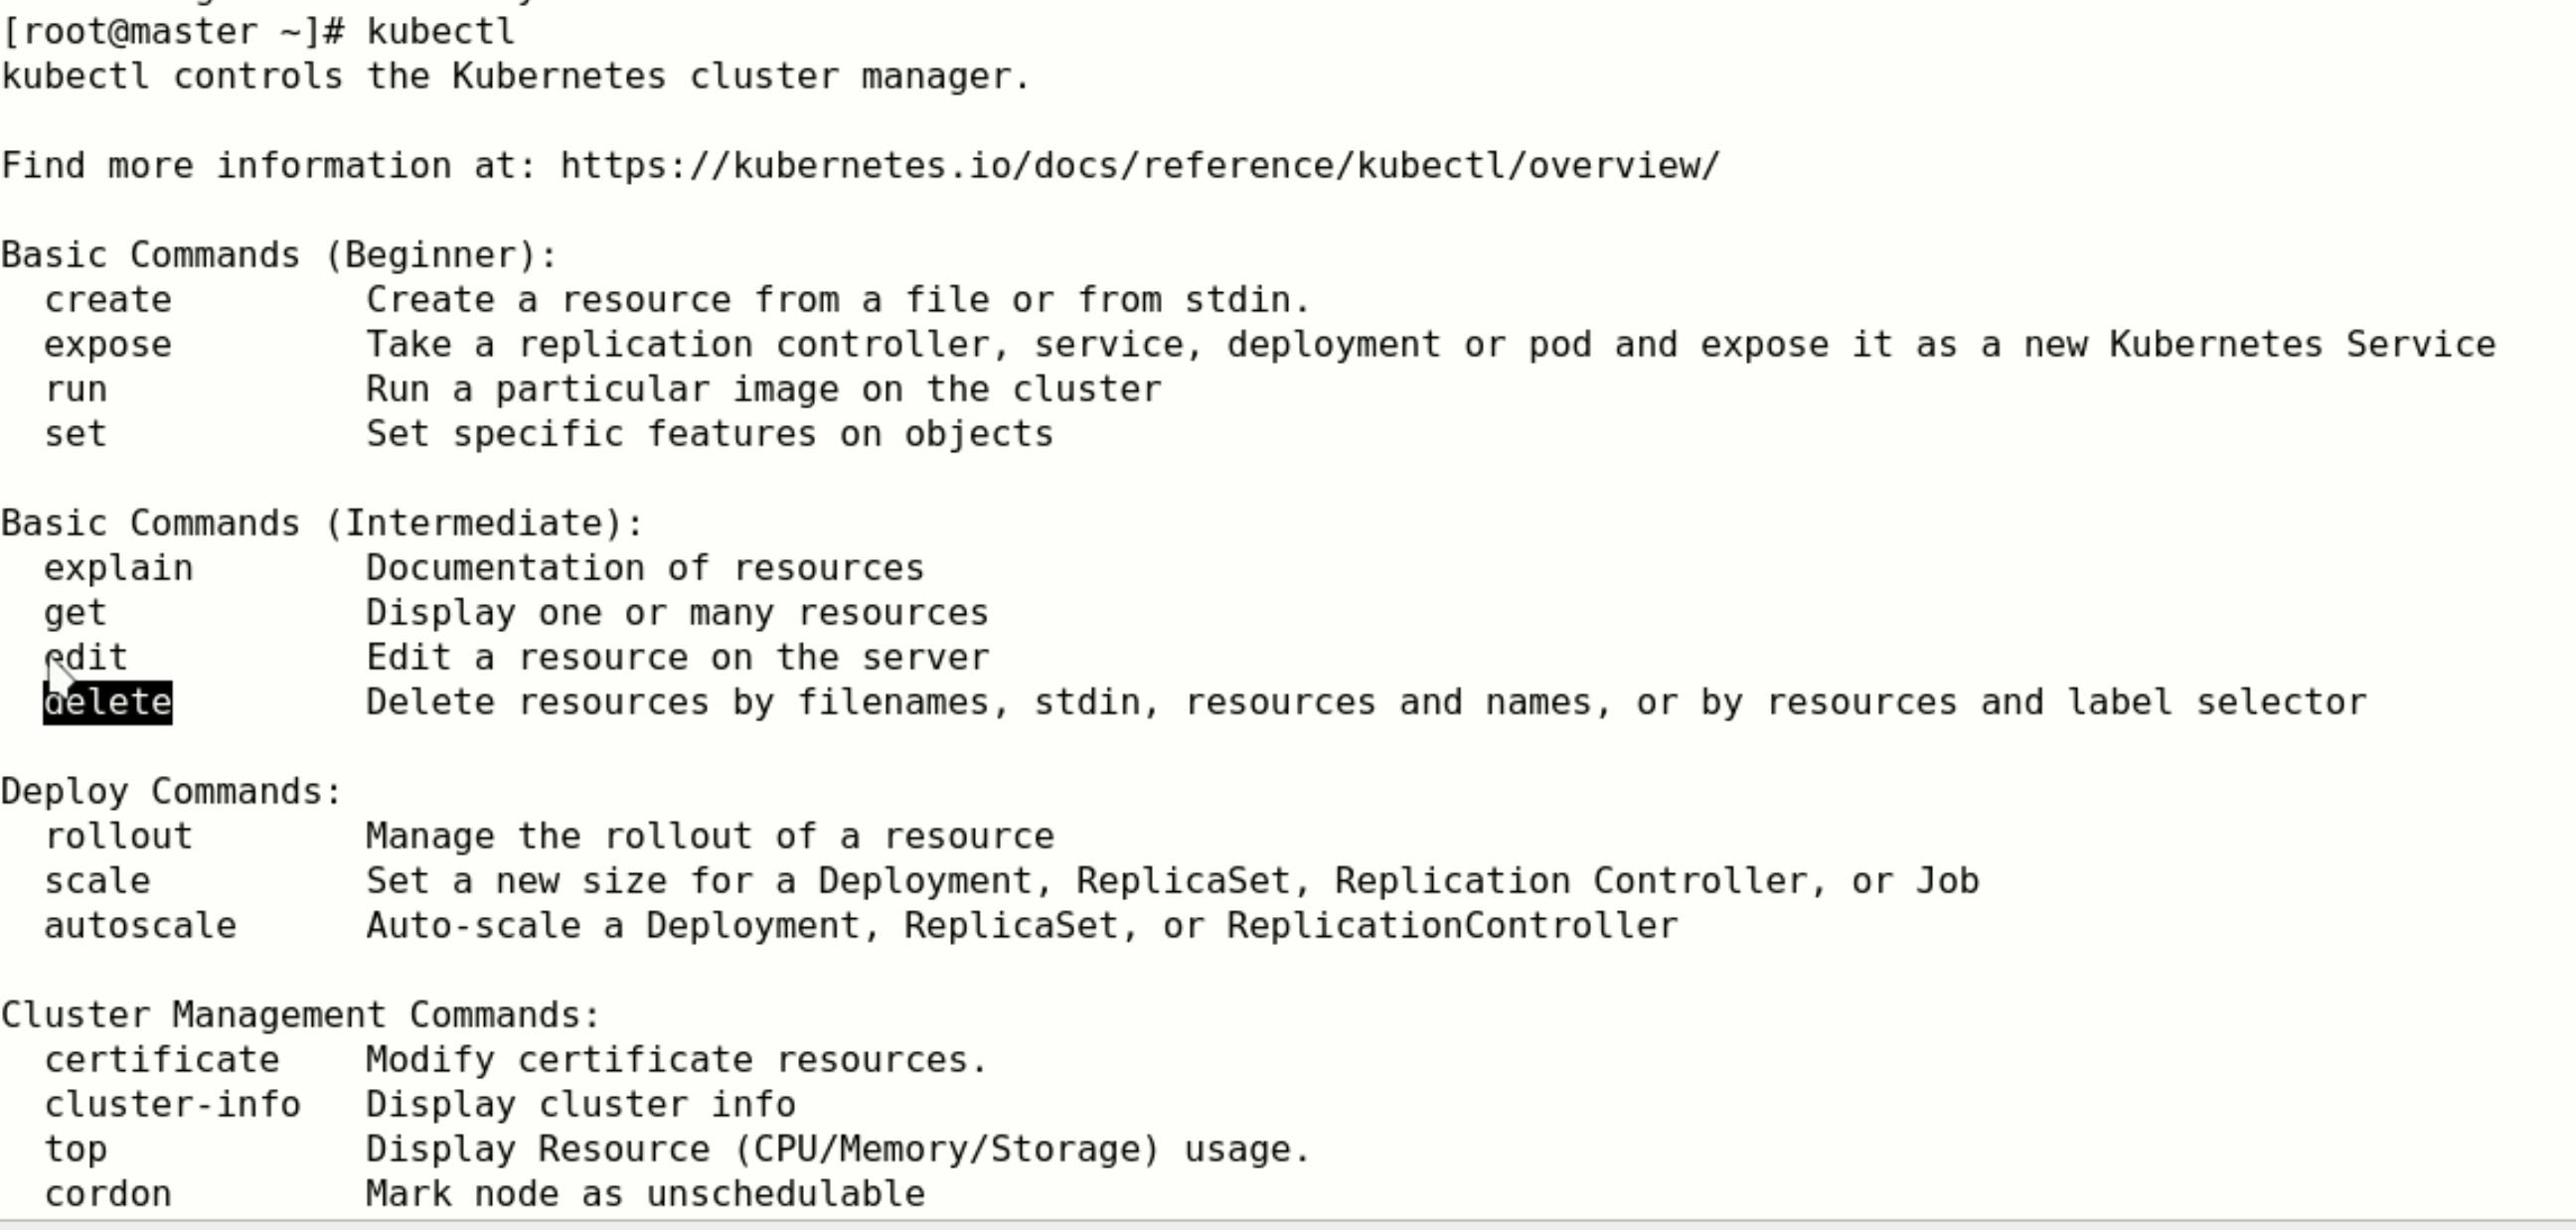 [root@master ~]# kubectl
kubectl controls the Kubernetes cluster manager.
Find more information at: https://kubernetes.io/docs/reference/kubectl/overview/
Basic Commands (Beginner):
create Create a resource from a file or from stdin.
expose Take a replication controller, service, deployment or pod and expose it as a new Kubernetes Service
run Run a particular image on the cluster
set Set specific features on objects
Basic Commands (Intermediate):
explain Documentation of resources
get Display one or many resources
edit Edit a resource on the server
delete Delete resources by filenames, stdin, resources and names, or by resources and label selector
Deploy Commands:
rollout Manage the rollout of a resource
scale Set a new size for a Deployment, ReplicaSet, Replication Controller, or Job
autoscale Auto-scale a Deployment, ReplicaSet, or ReplicationController
Cluster Management Commands:
certificate Modify certificate resources.
cluster-info Display cluster info
top Display Resource (CPU/Memory/Storage) usage.
cordon Mark node as unschedulable